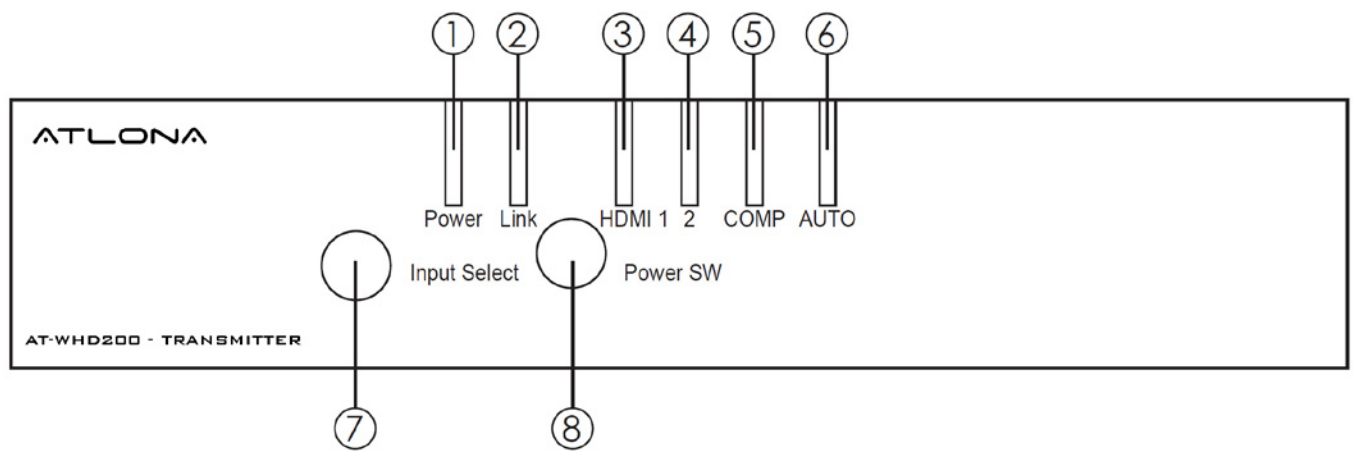 ① ② ③ ④ ⑤ ⑥
ATLONA
Power Link HDMI 1 2 COMP AUTO
Input Select Power SW
AT-WHD200 - TRANSMITTER
⑦ ⑧